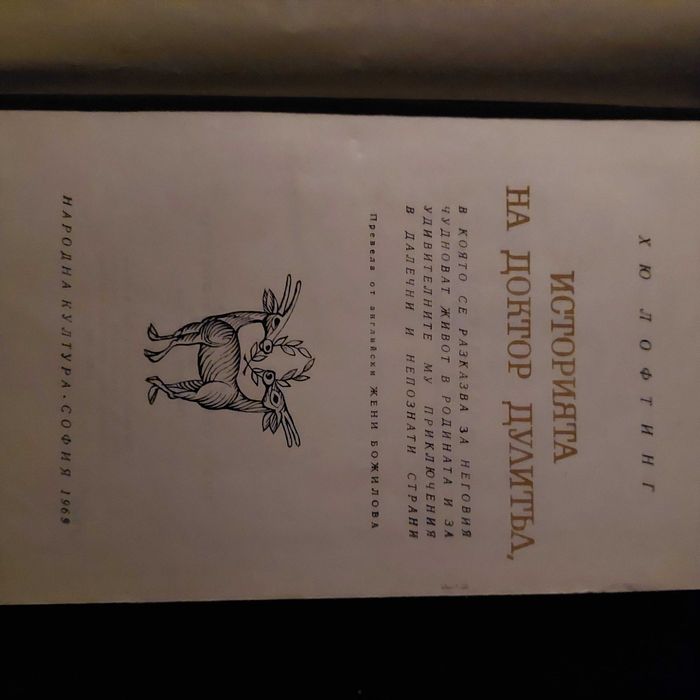 ХЮ ЛОФТИНГ
ИСТОРИЯТА
НА ДОКТОР ДУЛИТЪЛ,
В КОЯТО СЕ РАЗКАЗВА ЗА НЕГОВИЯ
ЧУДНОВАТ ЖИВОТ В РОДИНАТА И ЗА
УДИВИТЕЛНИТЕ МУ ПРИКЛЮЧЕНИЯ
В ДАЛЕЧНИ И НЕПОЗНАТИ СТРАНИ
Превела от английски ЖЕНИ БОЖИЛОВА
НАРОДНА КУЛТУРА · СОФИЯ 1969